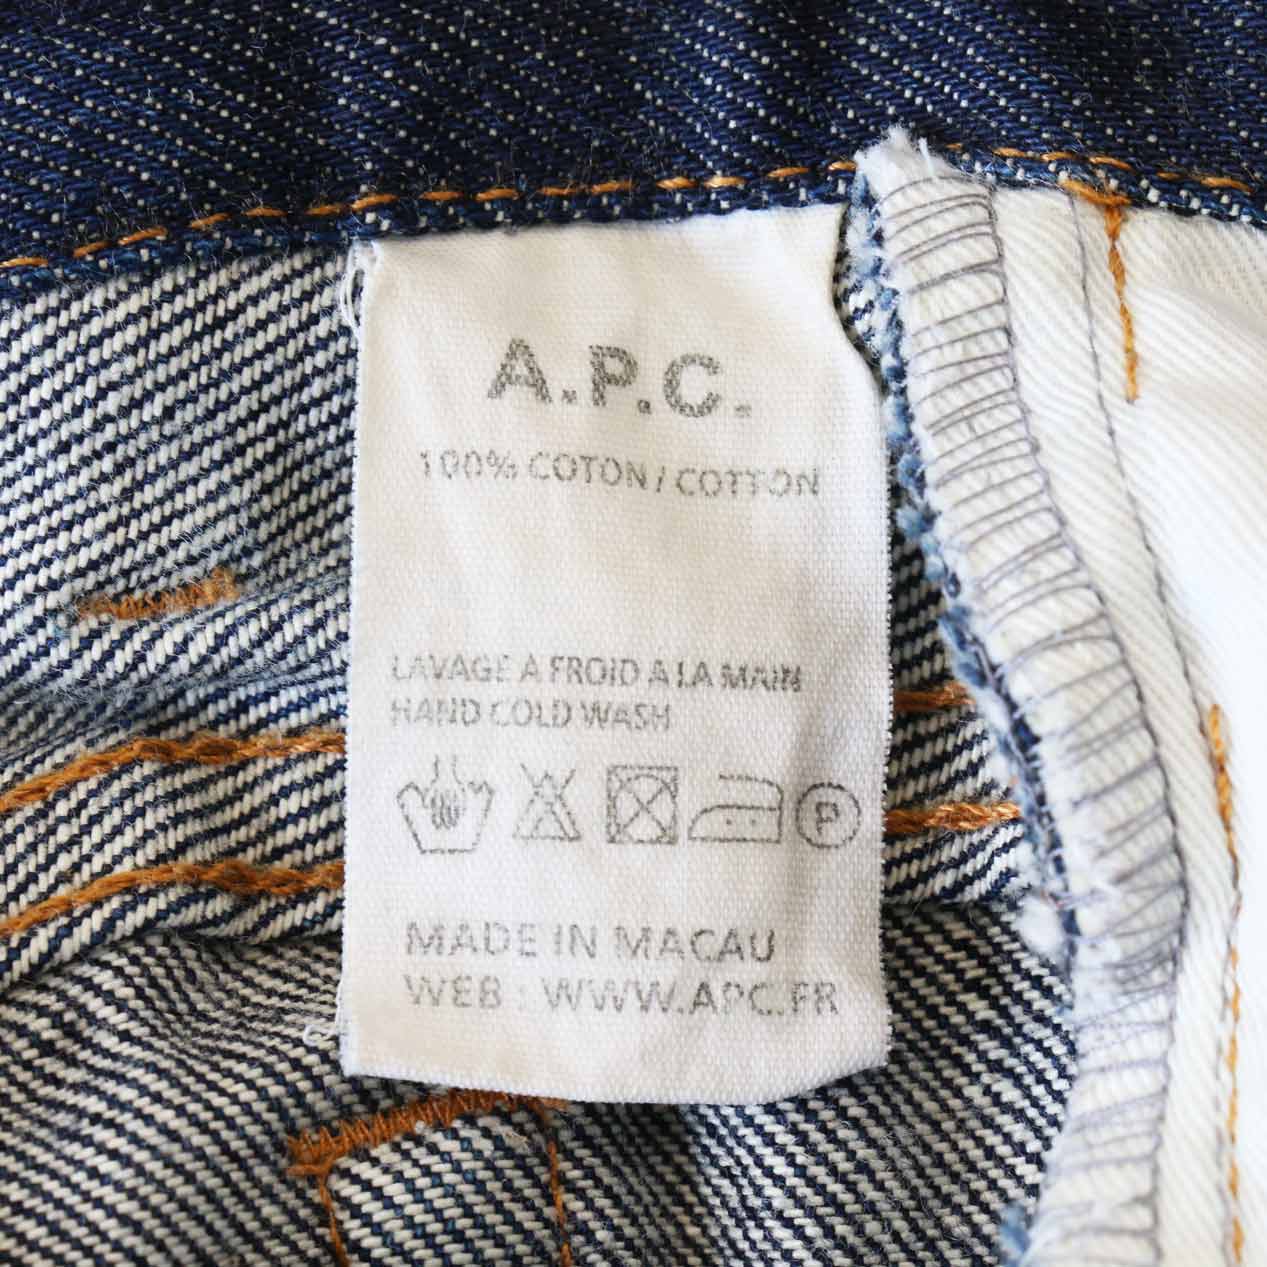 A.P.C.
100% COTON / COTTON
LAVAGE A FROID A LA MAIN
HAND COLD WASH
P
MADE IN MACAU
WEB : WWW.APC.FR